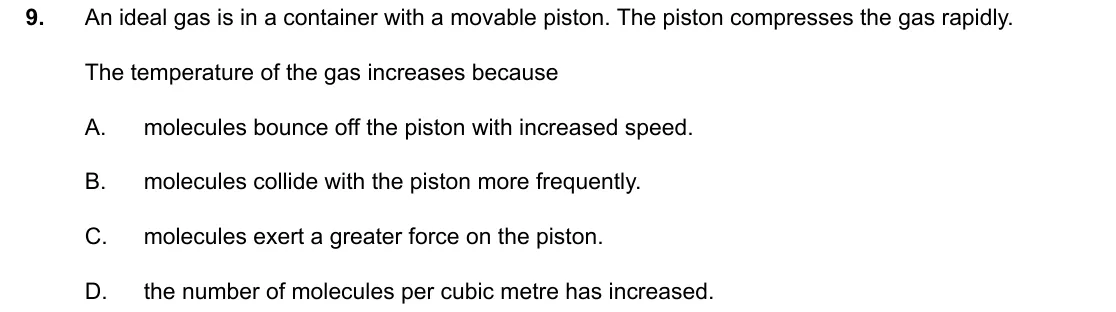 9. An ideal gas is in a container with a movable piston. The piston compresses the gas rapidly.
The temperature of the gas increases because
A. molecules bounce off the piston with increased speed.
B. molecules collide with the piston more frequently.
C. molecules exert a greater force on the piston.
D. the number of molecules per cubic metre has increased.